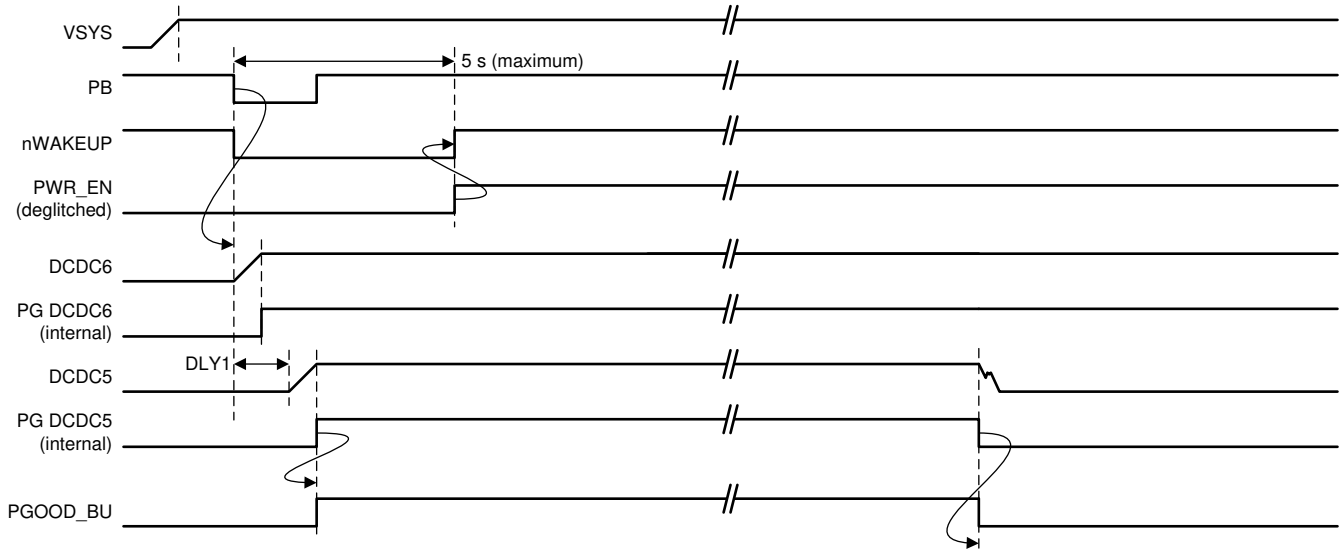 VSYS
5 s (maximum)
PB
nWAKEUP
PWR_EN
(deglitched)
DCDC6
PG DCDC6
(internal)
DLY1
DCDC5
PG DCDC5
(internal)
PGOOD_BU